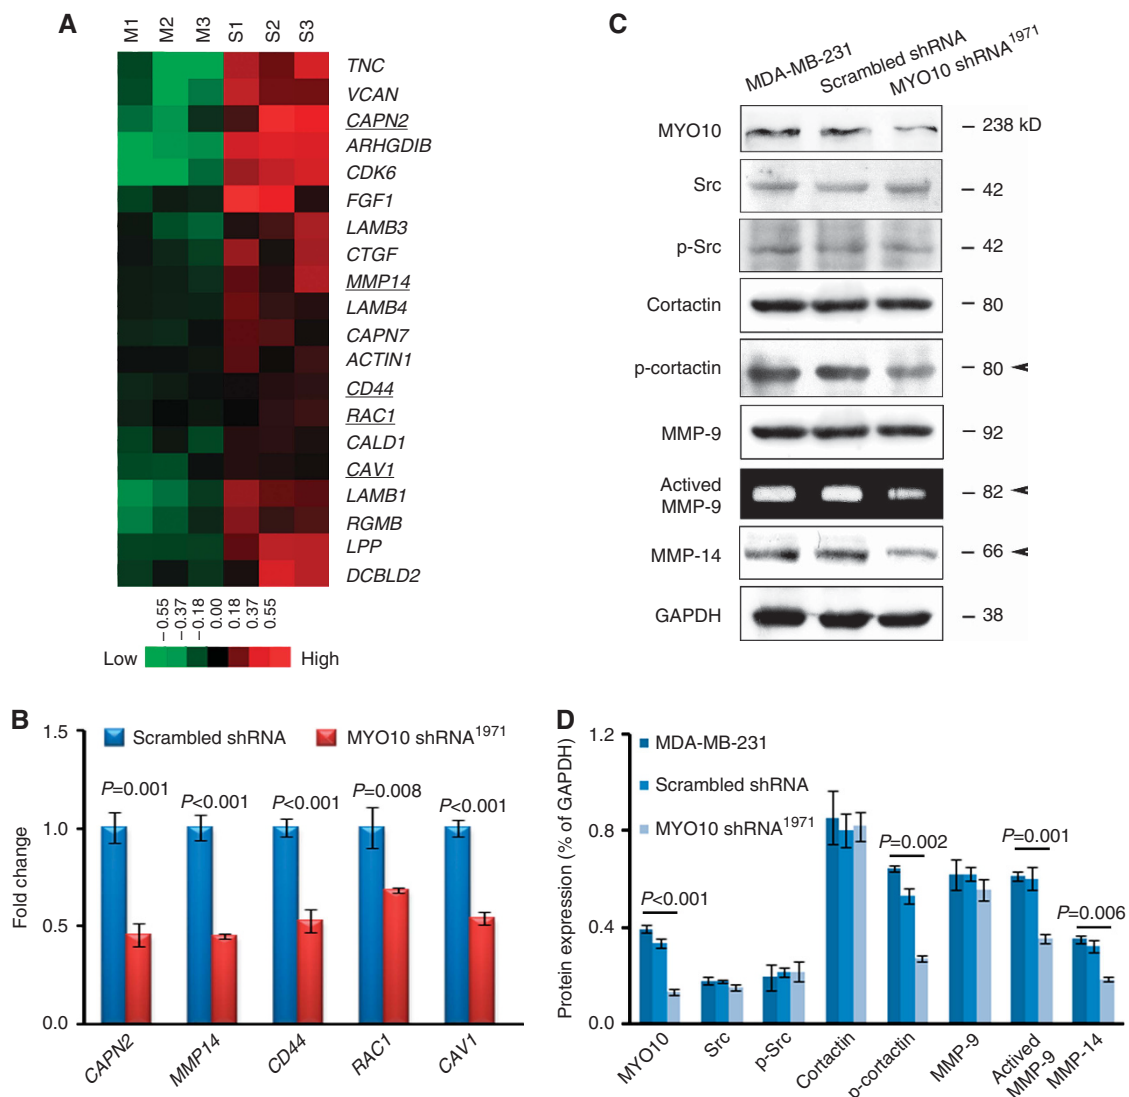 A
M1 M2 M3 S1 S2 S3
TNC
VCAN
CAPN2
ARHGDIB
CDK6
FGF1
LAMB3
CTGF
MMP14
LAMB4
CAPN7
ACTIN1
CD44
RAC1
CALD1
CAV1
LAMB1
RGMB
LPP
DCBLD2
−0.55 −0.37 −0.18 0.00 0.18 0.37 0.55
Low High
C
MDA-MB-231 Scrambled shRNA MYO10 shRNA¹⁹⁷¹
MYO10 – 238 kD
Src – 42
p-Src – 42
Cortactin – 80
p-cortactin – 80
MMP-9 – 92
Actived
MMP-9 – 82
MMP-14 – 66
GAPDH – 38
B
Fold change
1.5
1.0
0.5
0.0
Scrambled shRNA MYO10 shRNA¹⁹⁷¹
P=0.001 P<0.001 P<0.001 P=0.008 P<0.001
CAPN2 MMP14 CD44 RAC1 CAV1
D
Protein expression (% of GAPDH)
1.2
0.8
0.4
0.0
MDA-MB-231
Scrambled shRNA
MYO10 shRNA¹⁹⁷¹
P<0.001 P=0.002 P=0.001 P=0.006
MYO10 Src p-Src Cortactin p-cortactin MMP-9 Actived MMP-9 MMP-14